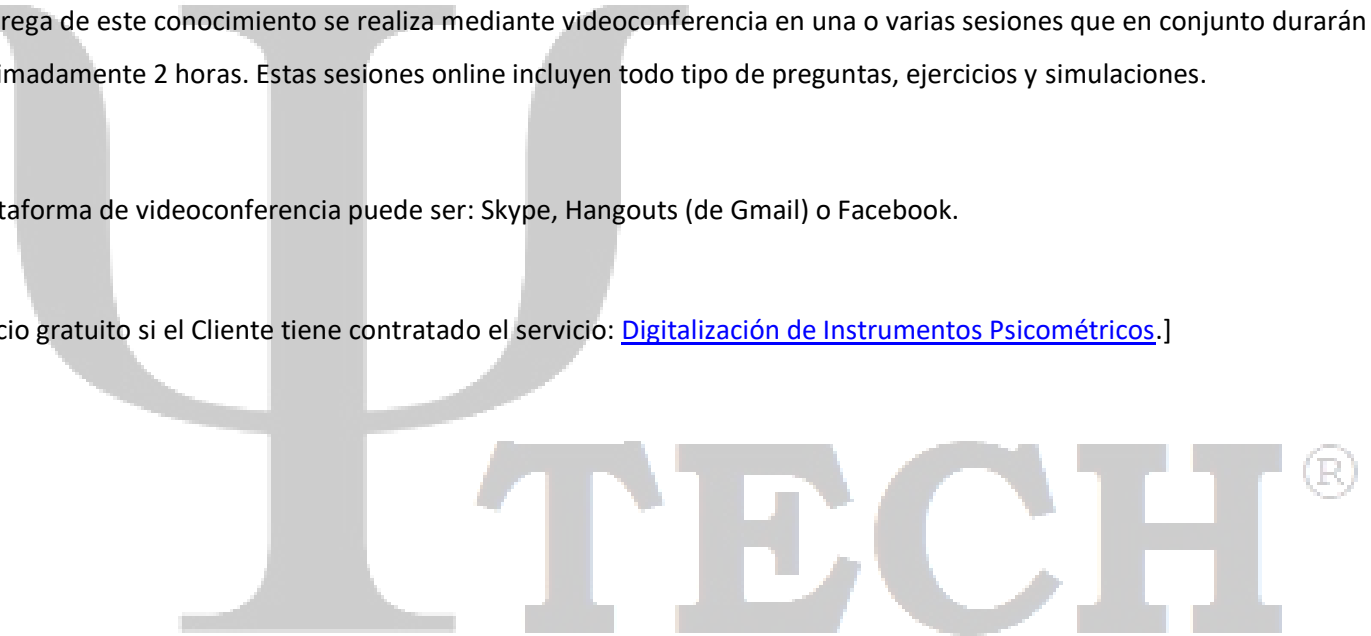 rega de este conocimiento se realiza mediante videoconferencia en una o varias sesiones que en conjunto durarán
imadamente 2 horas. Estas sesiones online incluyen todo tipo de preguntas, ejercicios y simulaciones.
taforma de videoconferencia puede ser: Skype, Hangouts (de Gmail) o Facebook.
cio gratuito si el Cliente tiene contratado el servicio: Digitalización de Instrumentos Psicométricos.]
Ψ TECH®